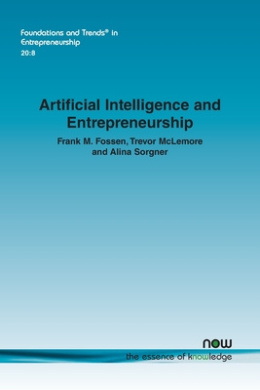 Foundations and Trends® in
Entrepreneurship
20:8
Artificial Intelligence and
Entrepreneurship
Frank M. Fossen, Trevor McLemore
and Alina Sorgner
now
the essence of knowledge